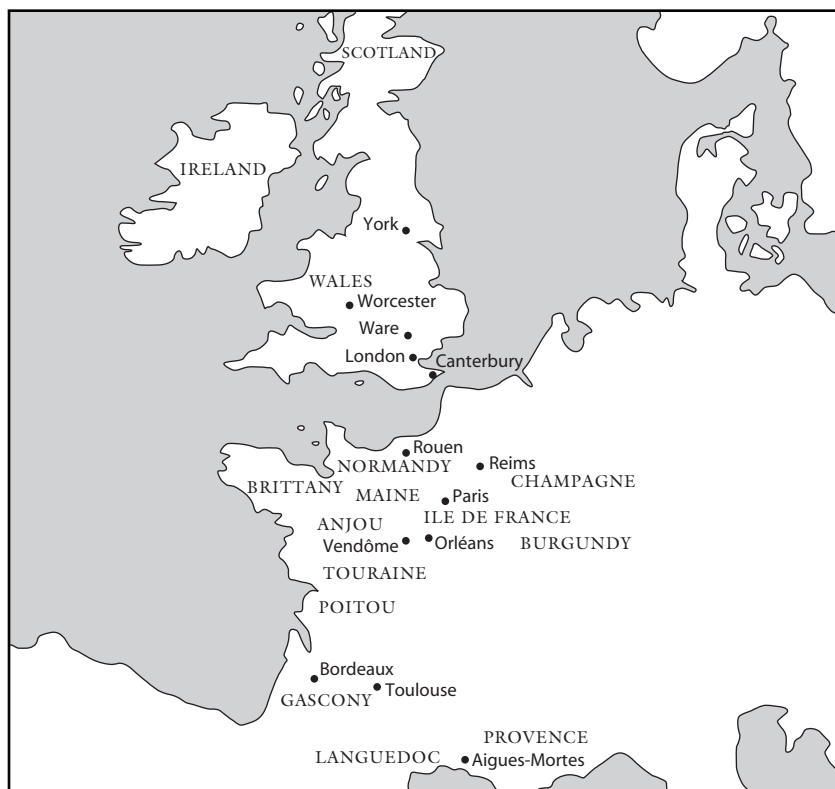 SCOTLAND
IRELAND
York
WALES
Worcester
Ware
London
Canterbury
Rouen
NORMANDY
Reims
BRITTANY
MAINE
CHAMPAGNE
Paris
ANJOU
ILE DE FRANCE
Vendôme
Orléans
BURGUNDY
TOURAINE
POITOU
Bordeaux
GASCONY
Toulouse
PROVENCE
LANGUEDOC
Aigues-Mortes